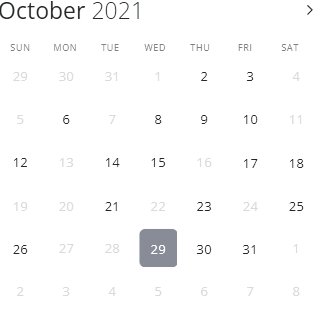 October 2021
SUN MON TUE WED THU FRI SAT
29 30 31 1 2 3 4
5 6 7 8 9 10 11
12 13 14 15 16 17 18
19 20 21 22 23 24 25
26 27 28 29 30 31 1
2 3 4 5 6 7 8